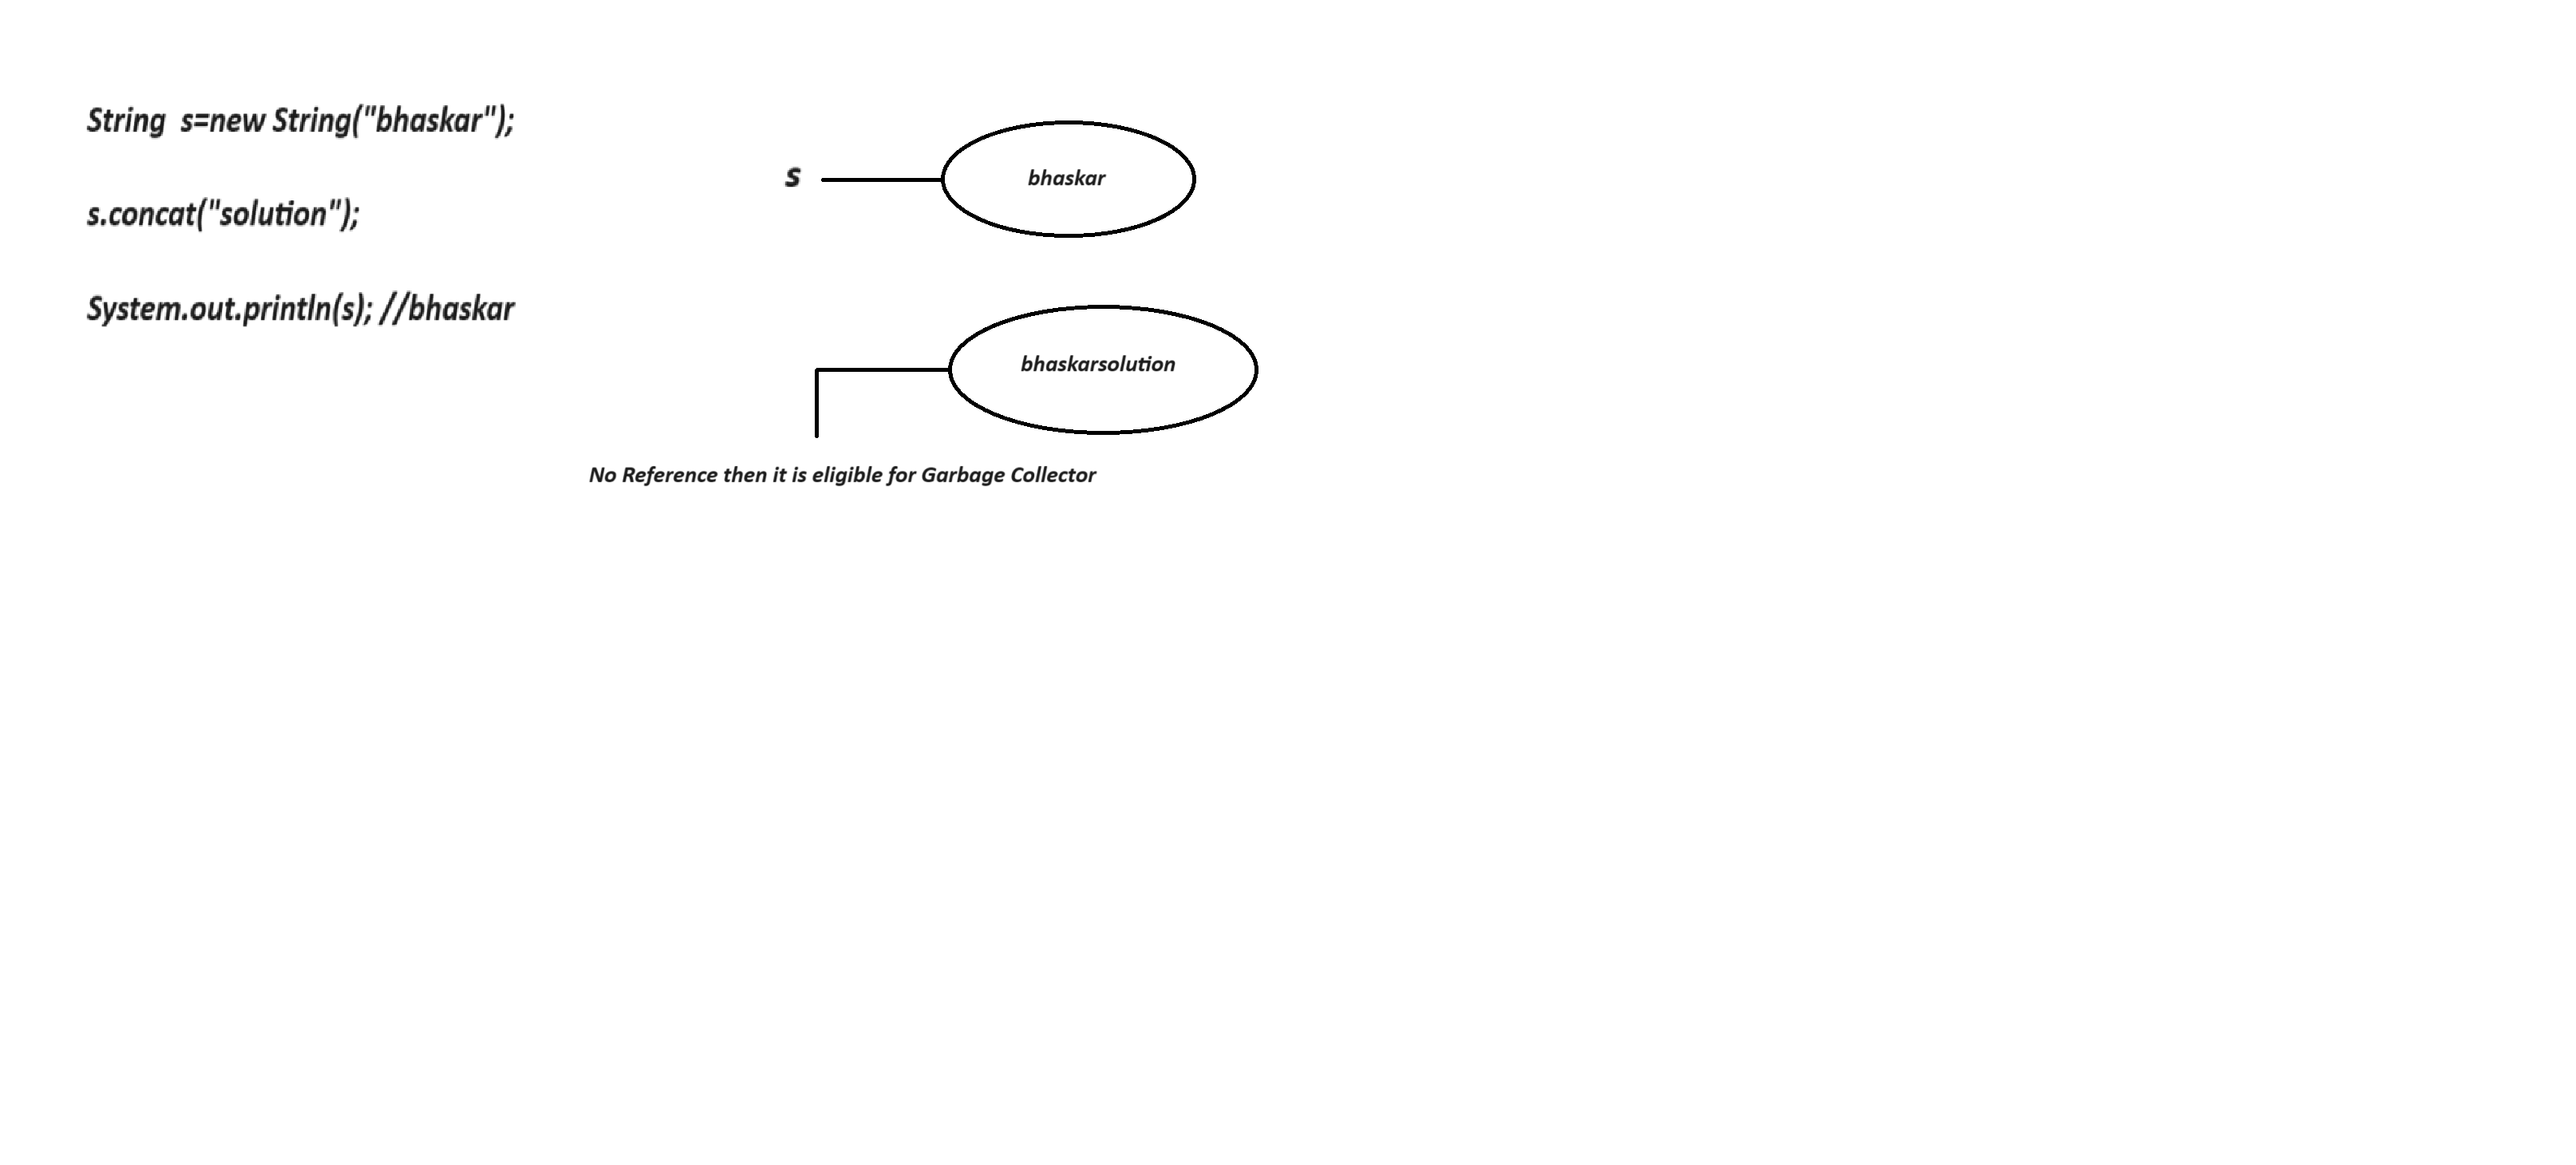 String  s=new String("bhaskar");
s.concat("solution");
System.out.println(s); //bhaskar
s
bhaskar
bhaskarsolution
No Reference then it is eligible for Garbage Collector